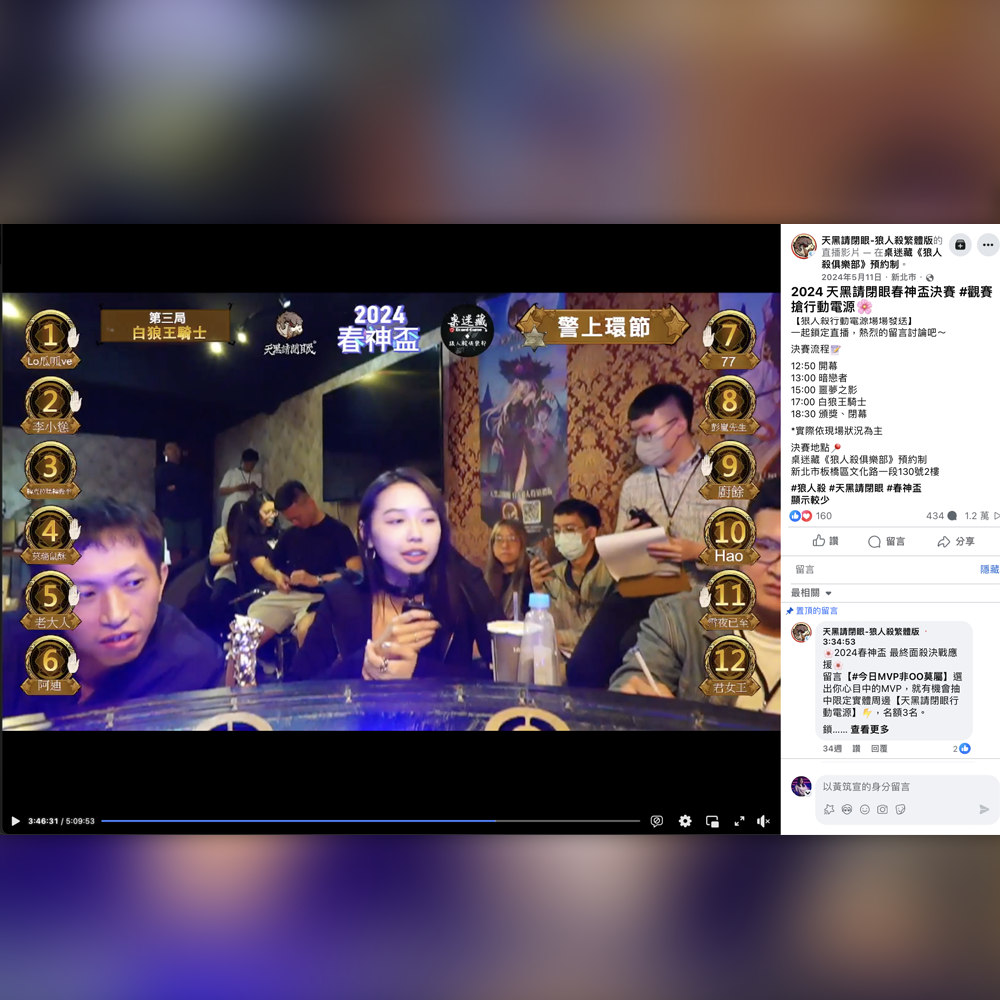 第三局
白狼王騎士
天黑請閉眼
2024
春神盃
桌迷藏
狼人殺俱樂部
警上環節
1
Lo瓜瓜ve
2
李小煋
3
4
5
老大人
6
阿迪
7
77
8
彭胤先生
9
廚餘
10
Hao
11
雪夜已至
12
君女王
3:46:31 / 5:09:53
天黑請閉眼-狼人殺繁體版的
直播影片 — 在桌迷藏《狼人
殺俱樂部》預約制。
2024年5月11日 · 新北市 ·
2024 天黑請閉眼春神盃決賽 #觀賽
搶行動電源🌸
【狼人殺行動電源場場發送】
一起鎖定直播，熱烈的留言討論吧～
決賽流程📝
12:50 開幕
13:00 暗戀者
15:00 噩夢之影
17:00 白狼王騎士
18:30 頒獎、閉幕
*實際依現場狀況為主
決賽地點📍
桌迷藏《狼人殺俱樂部》預約制
新北市板橋區文化路一段130號2樓
#狼人殺 #天黑請閉眼 #春神盃
顯示較少
160
434
1.2 萬
讚
留言
分享
留言
隱藏
最相關
置頂的留言
天黑請閉眼-狼人殺繁體版 ·
3:34:53
2024春神盃 最終面殺決戰應
援
留言【#今日MVP非OO莫屬】選
出你心目中的MVP，就有機會抽
中限定實體周邊【天黑請閉眼行
動電源】，名額3名。
鎖…… 查看更多
34週 讚 回覆
2
以黃筑宣的身分留言